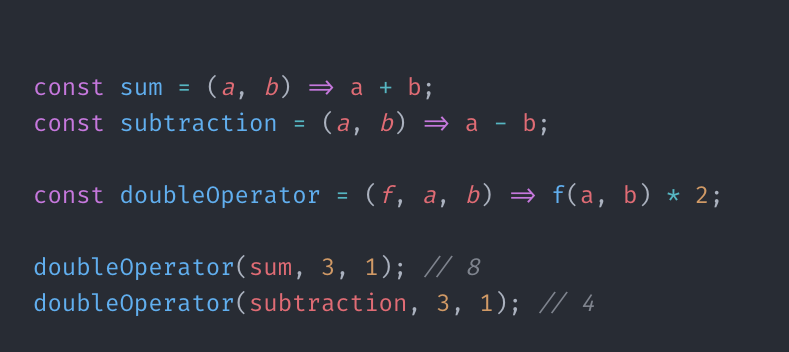 const sum = (a, b) => a + b;
const subtraction = (a, b) => a - b;
const doubleOperator = (f, a, b) => f(a, b) * 2;
doubleOperator(sum, 3, 1); // 8
doubleOperator(subtraction, 3, 1); // 4